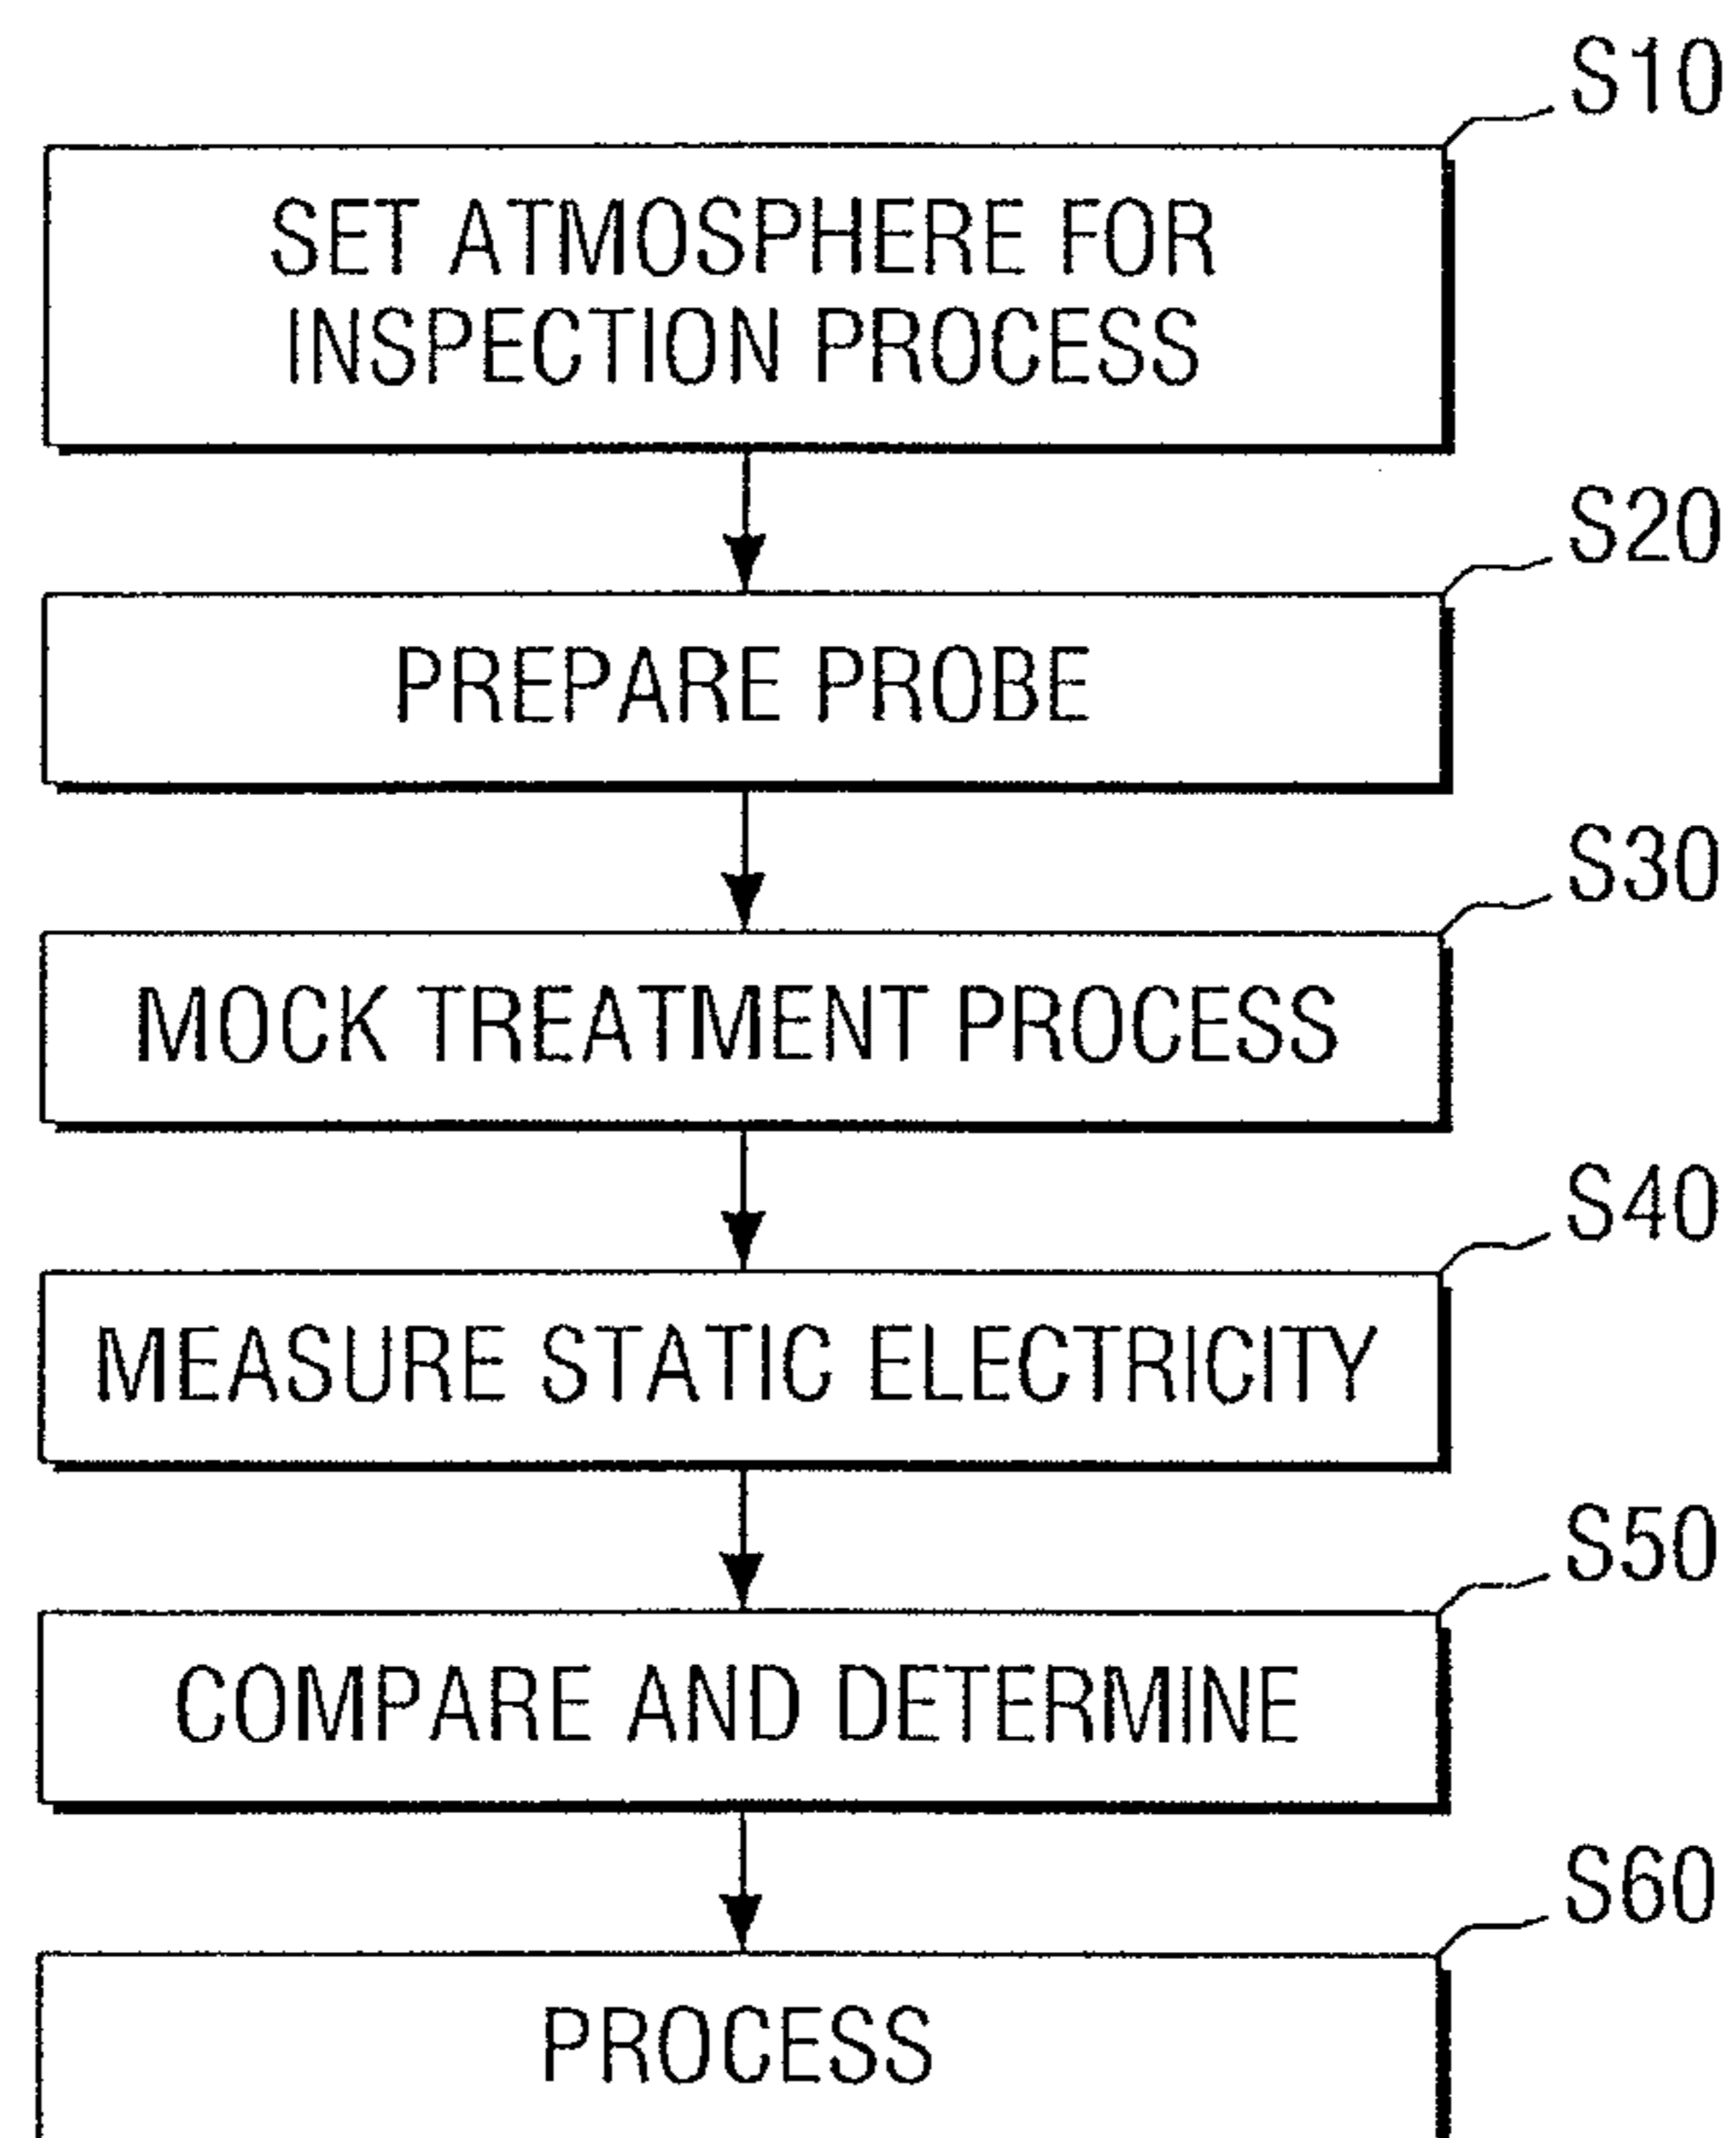 S10
SET ATMOSPHERE FOR
INSPECTION PROCESS
S20
PREPARE PROBE
S30
MOCK TREATMENT PROCESS
S40
MEASURE STATIC ELECTRICITY
S50
COMPARE AND DETERMINE
S60
PROCESS